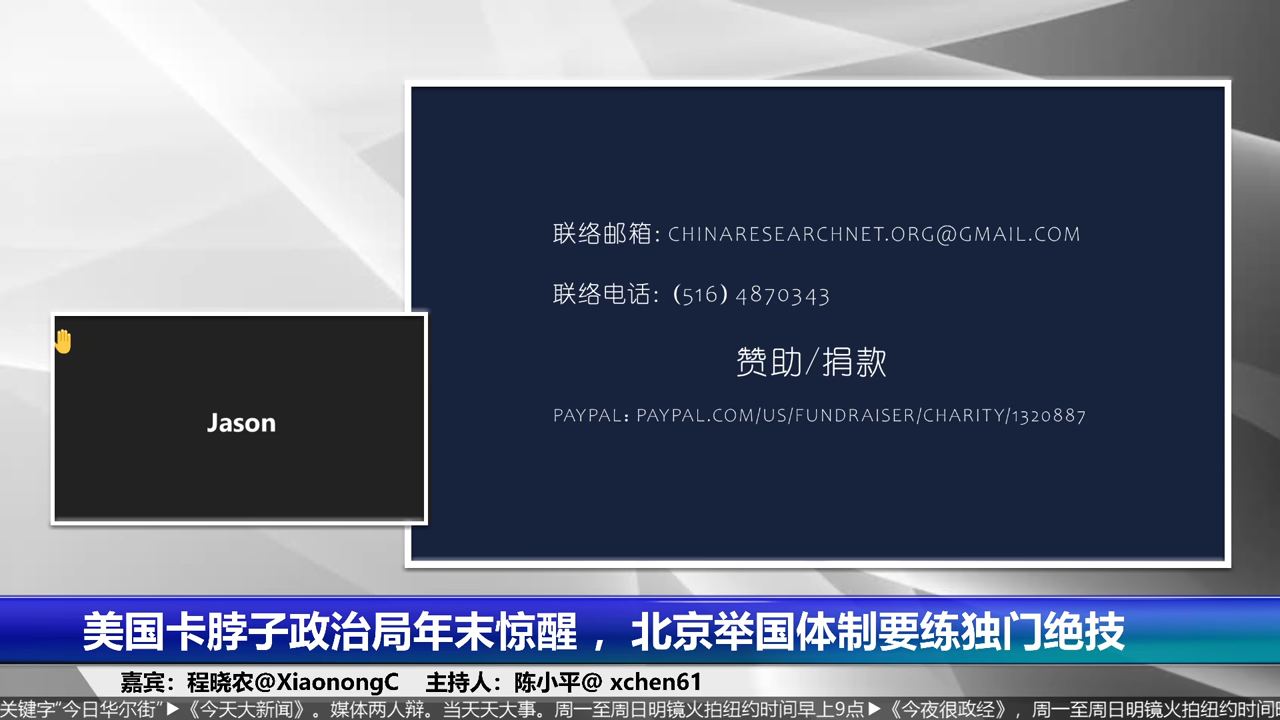 联络邮箱: CHINARESEARCHNET.ORG@GMAIL.COM
联络电话: (516) 4870343
赞助/捐款
PAYPAL: PAYPAL.COM/US/FUNDRAISER/CHARITY/1320887
Jason
美国卡脖子政治局年末惊醒，北京举国体制要练独门绝技
嘉宾：程晓农@XiaonongC 主持人：陈小平@ xchen61
关键字“今日华尔街”▶《今天大新闻》。媒体两人辩。当天天大事。周一至周日明镜火拍纽约时间早上9点▶《今夜很政经》，周一至周日明镜火拍纽约时间